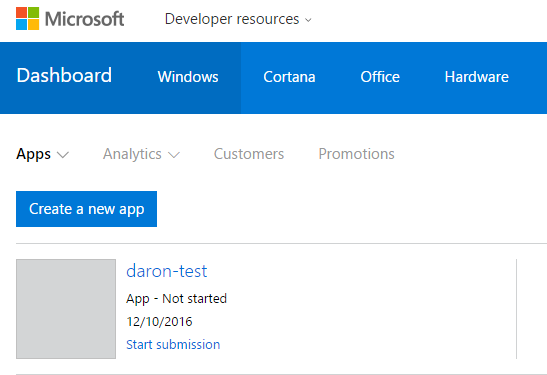 Microsoft Developer resources
Dashboard Windows Cortana Office Hardware
Apps Analytics Customers Promotions
Create a new app
daron-test
App - Not started
12/10/2016
Start submission